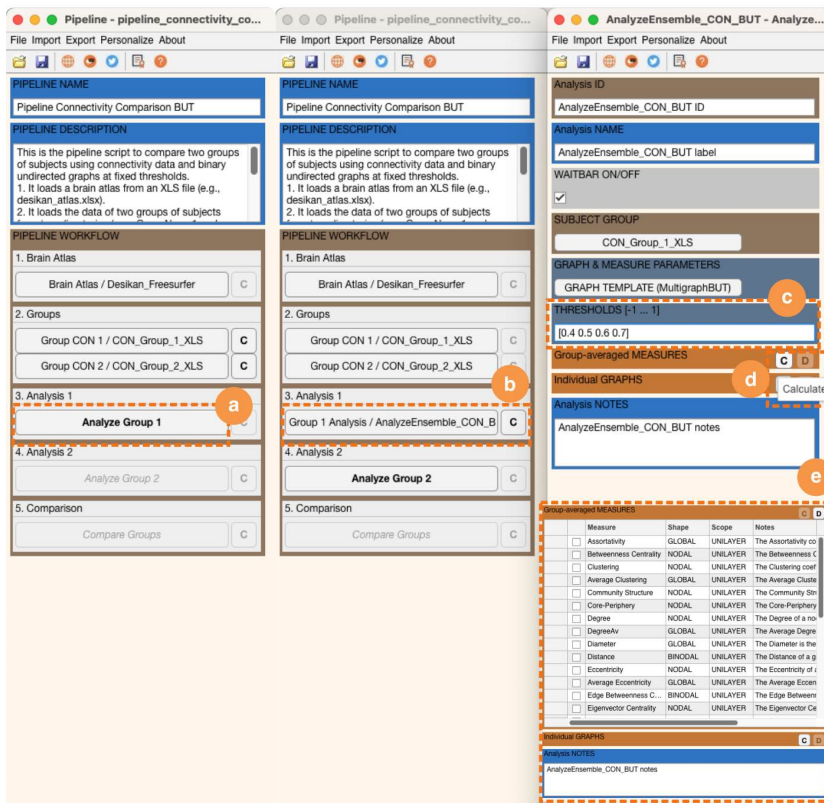 Pipeline - pipeline_connectivity_co...
File Import Export Personalize About
PIPELINE NAME
Pipeline Connectivity Comparison BUT
PIPELINE DESCRIPTION
This is the pipeline script to compare two groups
of subjects using connectivity data and binary
undirected graphs at fixed thresholds.
1. It loads a brain atlas from an XLS file (e.g.,
desikan_atlas.xlsx).
2. It loads the data of two groups of subjects
PIPELINE WORKFLOW
1. Brain Atlas
Brain Atlas / Desikan_Freesurfer C
2. Groups
Group CON 1 / CON_Group_1_XLS C
Group CON 2 / CON_Group_2_XLS C
3. Analysis 1
a
Analyze Group 1 C
4. Analysis 2
Analyze Group 2 C
5. Comparison
Compare Groups C
Pipeline - pipeline_connectivity_co...
File Import Export Personalize About
PIPELINE NAME
Pipeline Connectivity Comparison BUT
PIPELINE DESCRIPTION
This is the pipeline script to compare two groups
of subjects using connectivity data and binary
undirected graphs at fixed thresholds.
1. It loads a brain atlas from an XLS file (e.g.,
desikan_atlas.xlsx).
2. It loads the data of two groups of subjects
PIPELINE WORKFLOW
1. Brain Atlas
Brain Atlas / Desikan_Freesurfer C
2. Groups
Group CON 1 / CON_Group_1_XLS C
Group CON 2 / CON_Group_2_XLS C
3. Analysis 1
b
Group 1 Analysis / AnalyzeEnsemble_CON_B C
4. Analysis 2
Analyze Group 2 C
5. Comparison
Compare Groups C
AnalyzeEnsemble_CON_BUT - Analyze...
File Import Export Personalize About
Analysis ID
AnalyzeEnsemble_CON_BUT ID
Analysis NAME
AnalyzeEnsemble_CON_BUT label
WAITBAR ON/OFF
SUBJECT GROUP
CON_Group_1_XLS
GRAPH & MEASURE PARAMETERS
GRAPH TEMPLATE (MultigraphBUT)
c
THRESHOLDS [-1 ... 1]
[0.4 0.5 0.6 0.7]
Group-averaged MEASURES C D
Individual GRAPHS
d
Calculate
Analysis NOTES
AnalyzeEnsemble_CON_BUT notes
e
Group-averaged MEASURES C D
Measure Shape Scope Notes
Assortativity GLOBAL UNILAYER The Assortativity co
Betweenness Centrality NODAL UNILAYER The Betweenness C
Clustering NODAL UNILAYER The Clustering coef
Average Clustering GLOBAL UNILAYER The Average Cluste
Community Structure NODAL UNILAYER The Community Stru
Core-Periphery NODAL UNILAYER The Core-Periphery
Degree NODAL UNILAYER The Degree of a no
DegreeAv GLOBAL UNILAYER The Average Degre
Diameter GLOBAL UNILAYER The Diameter is the
Distance BINODAL UNILAYER The Distance of a g
Eccentricity NODAL UNILAYER The Eccentricity of a
Average Eccentricity GLOBAL UNILAYER The Average Eccen
Edge Betweenness C... BINODAL UNILAYER The Edge Between
Eigenvector Centrality NODAL UNILAYER The Eigenvector Ce
Individual GRAPHS C D
Analysis NOTES
AnalyzeEnsemble_CON_BUT notes